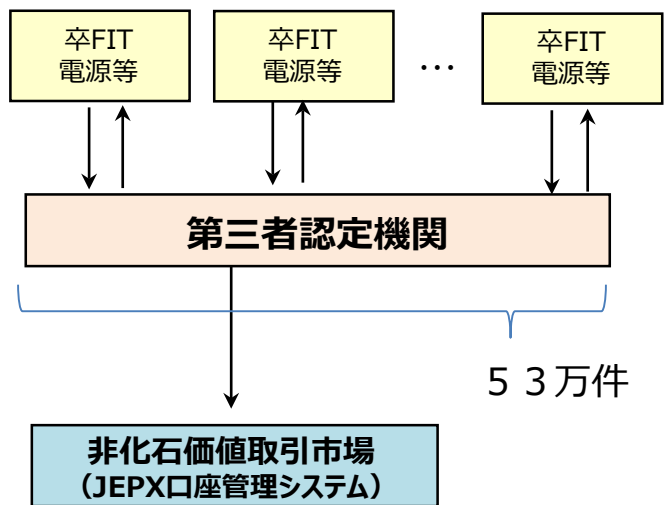 卒FIT
電源等
卒FIT
電源等
…
卒FIT
電源等
第三者認定機関
５３万件
非化石価値取引市場
（JEPX口座管理システム）